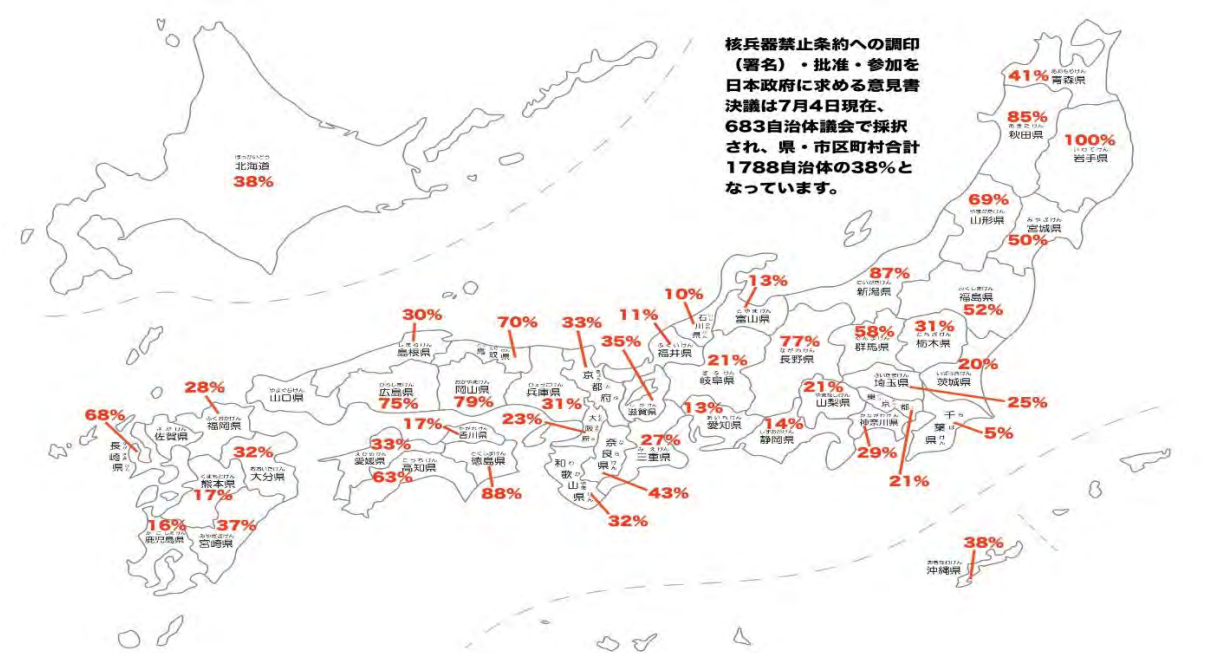 核兵器禁止条約への調印
(署名)・批准・参加を
日本政府に求める意見書
決議は7月4日現在、
683自治体議会で採択
され、県・市区町村合計
1788自治体の38%と
なっています。
ほっかいどう
北海道
38%
41%
青森県
85%
秋田県
100%
岩手県
69%
山形県
宮城県
50%
87%
新潟県
福島県
52%
10%
石川県
13%
富山県
11%
福井県
77%
長野県
58%
群馬県
31%
栃木県
20%
茨城県
埼玉県
25%
21%
岐阜県
21%
山梨県
東京都
21%
千葉県
5%
神奈川県
29%
14%
静岡県
13%
愛知県
27%
三重県
35%
滋賀県
33%
京都府
23%
大阪府
奈良県
43%
和歌山県
32%
兵庫県
31%
70%
鳥取県
30%
島根県
岡山県
79%
広島県
75%
山口県
17%
香川県
徳島県
88%
33%
愛媛県
高知県
63%
28%
福岡県
佐賀県
68%
長崎県
32%
大分県
熊本県
17%
37%
宮崎県
16%
鹿児島県
38%
沖縄県